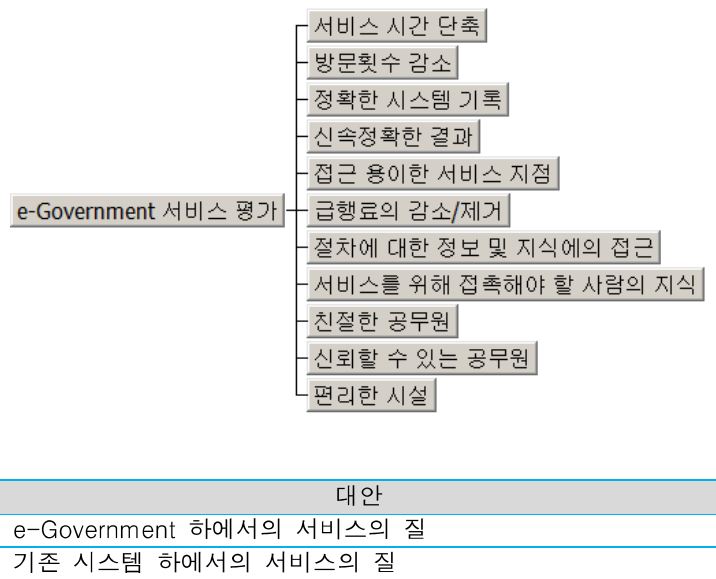 서비스 시간 단축
방문횟수 감소
정확한 시스템 기록
신속정확한 결과
접근 용이한 서비스 지점
e-Government 서비스 평가
급행료의 감소/제거
절차에 대한 정보 및 지식에의 접근
서비스를 위해 접촉해야 할 사람의 지식
친절한 공무원
신뢰할 수 있는 공무원
편리한 시설
대안
e-Government 하에서의 서비스의 질
기존 시스템 하에서의 서비스의 질